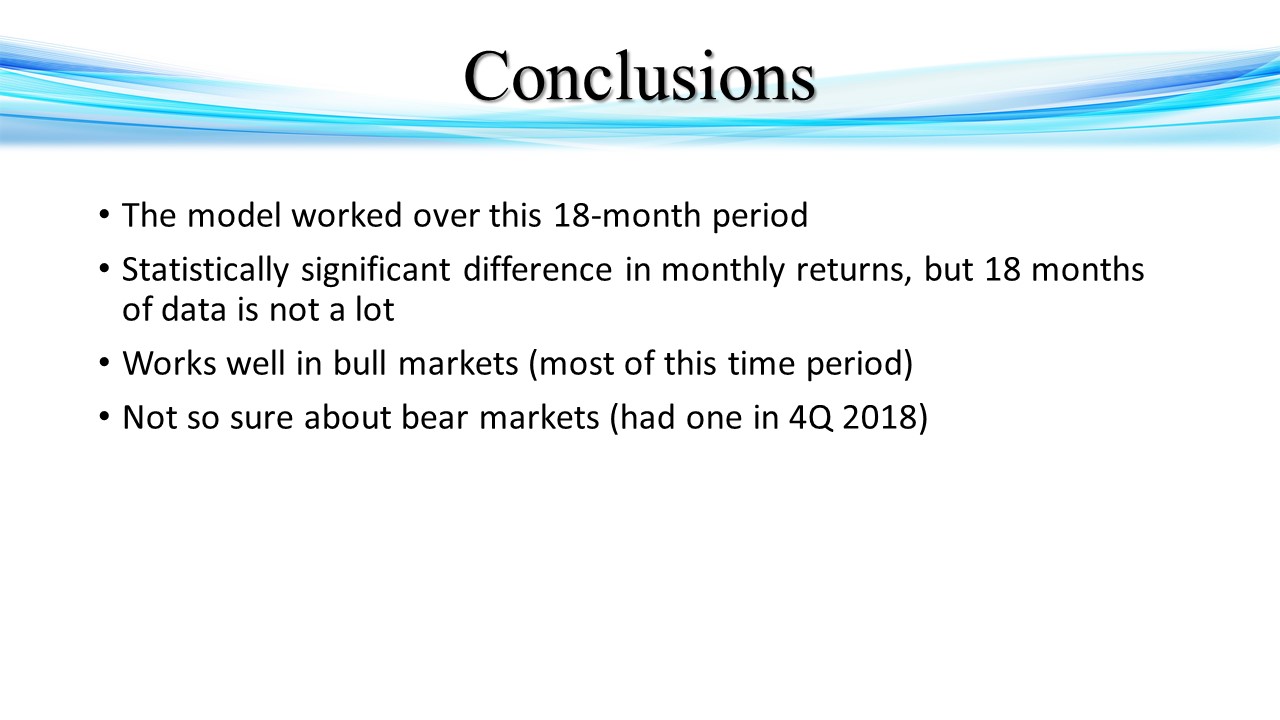 Conclusions
• The model worked over this 18-month period
• Statistically significant difference in monthly returns, but 18 months
of data is not a lot
• Works well in bull markets (most of this time period)
• Not so sure about bear markets (had one in 4Q 2018)